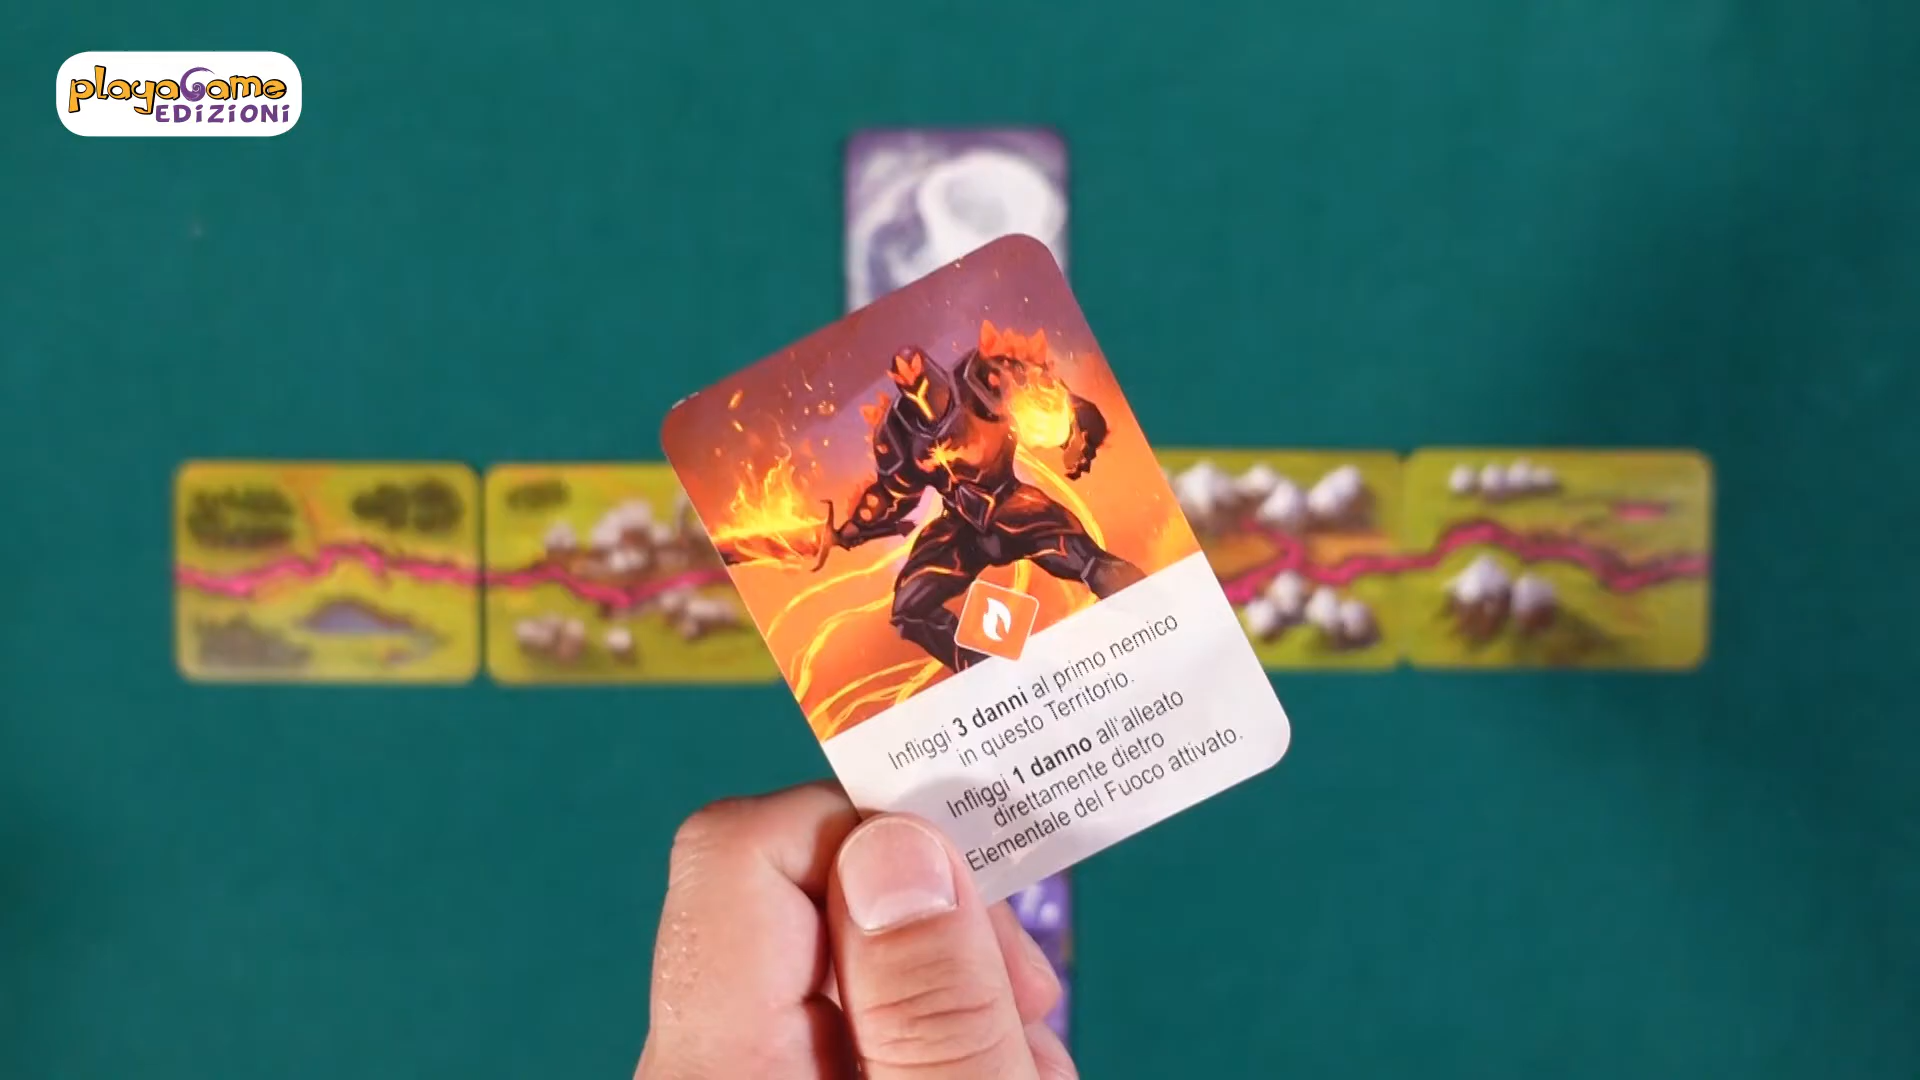 playaGame
EDIZIONI
Infliggi 3 danni al primo nemico
in questo Territorio.
Infliggi 1 danno all'alleato
direttamente dietro
Elementale del Fuoco attivato.